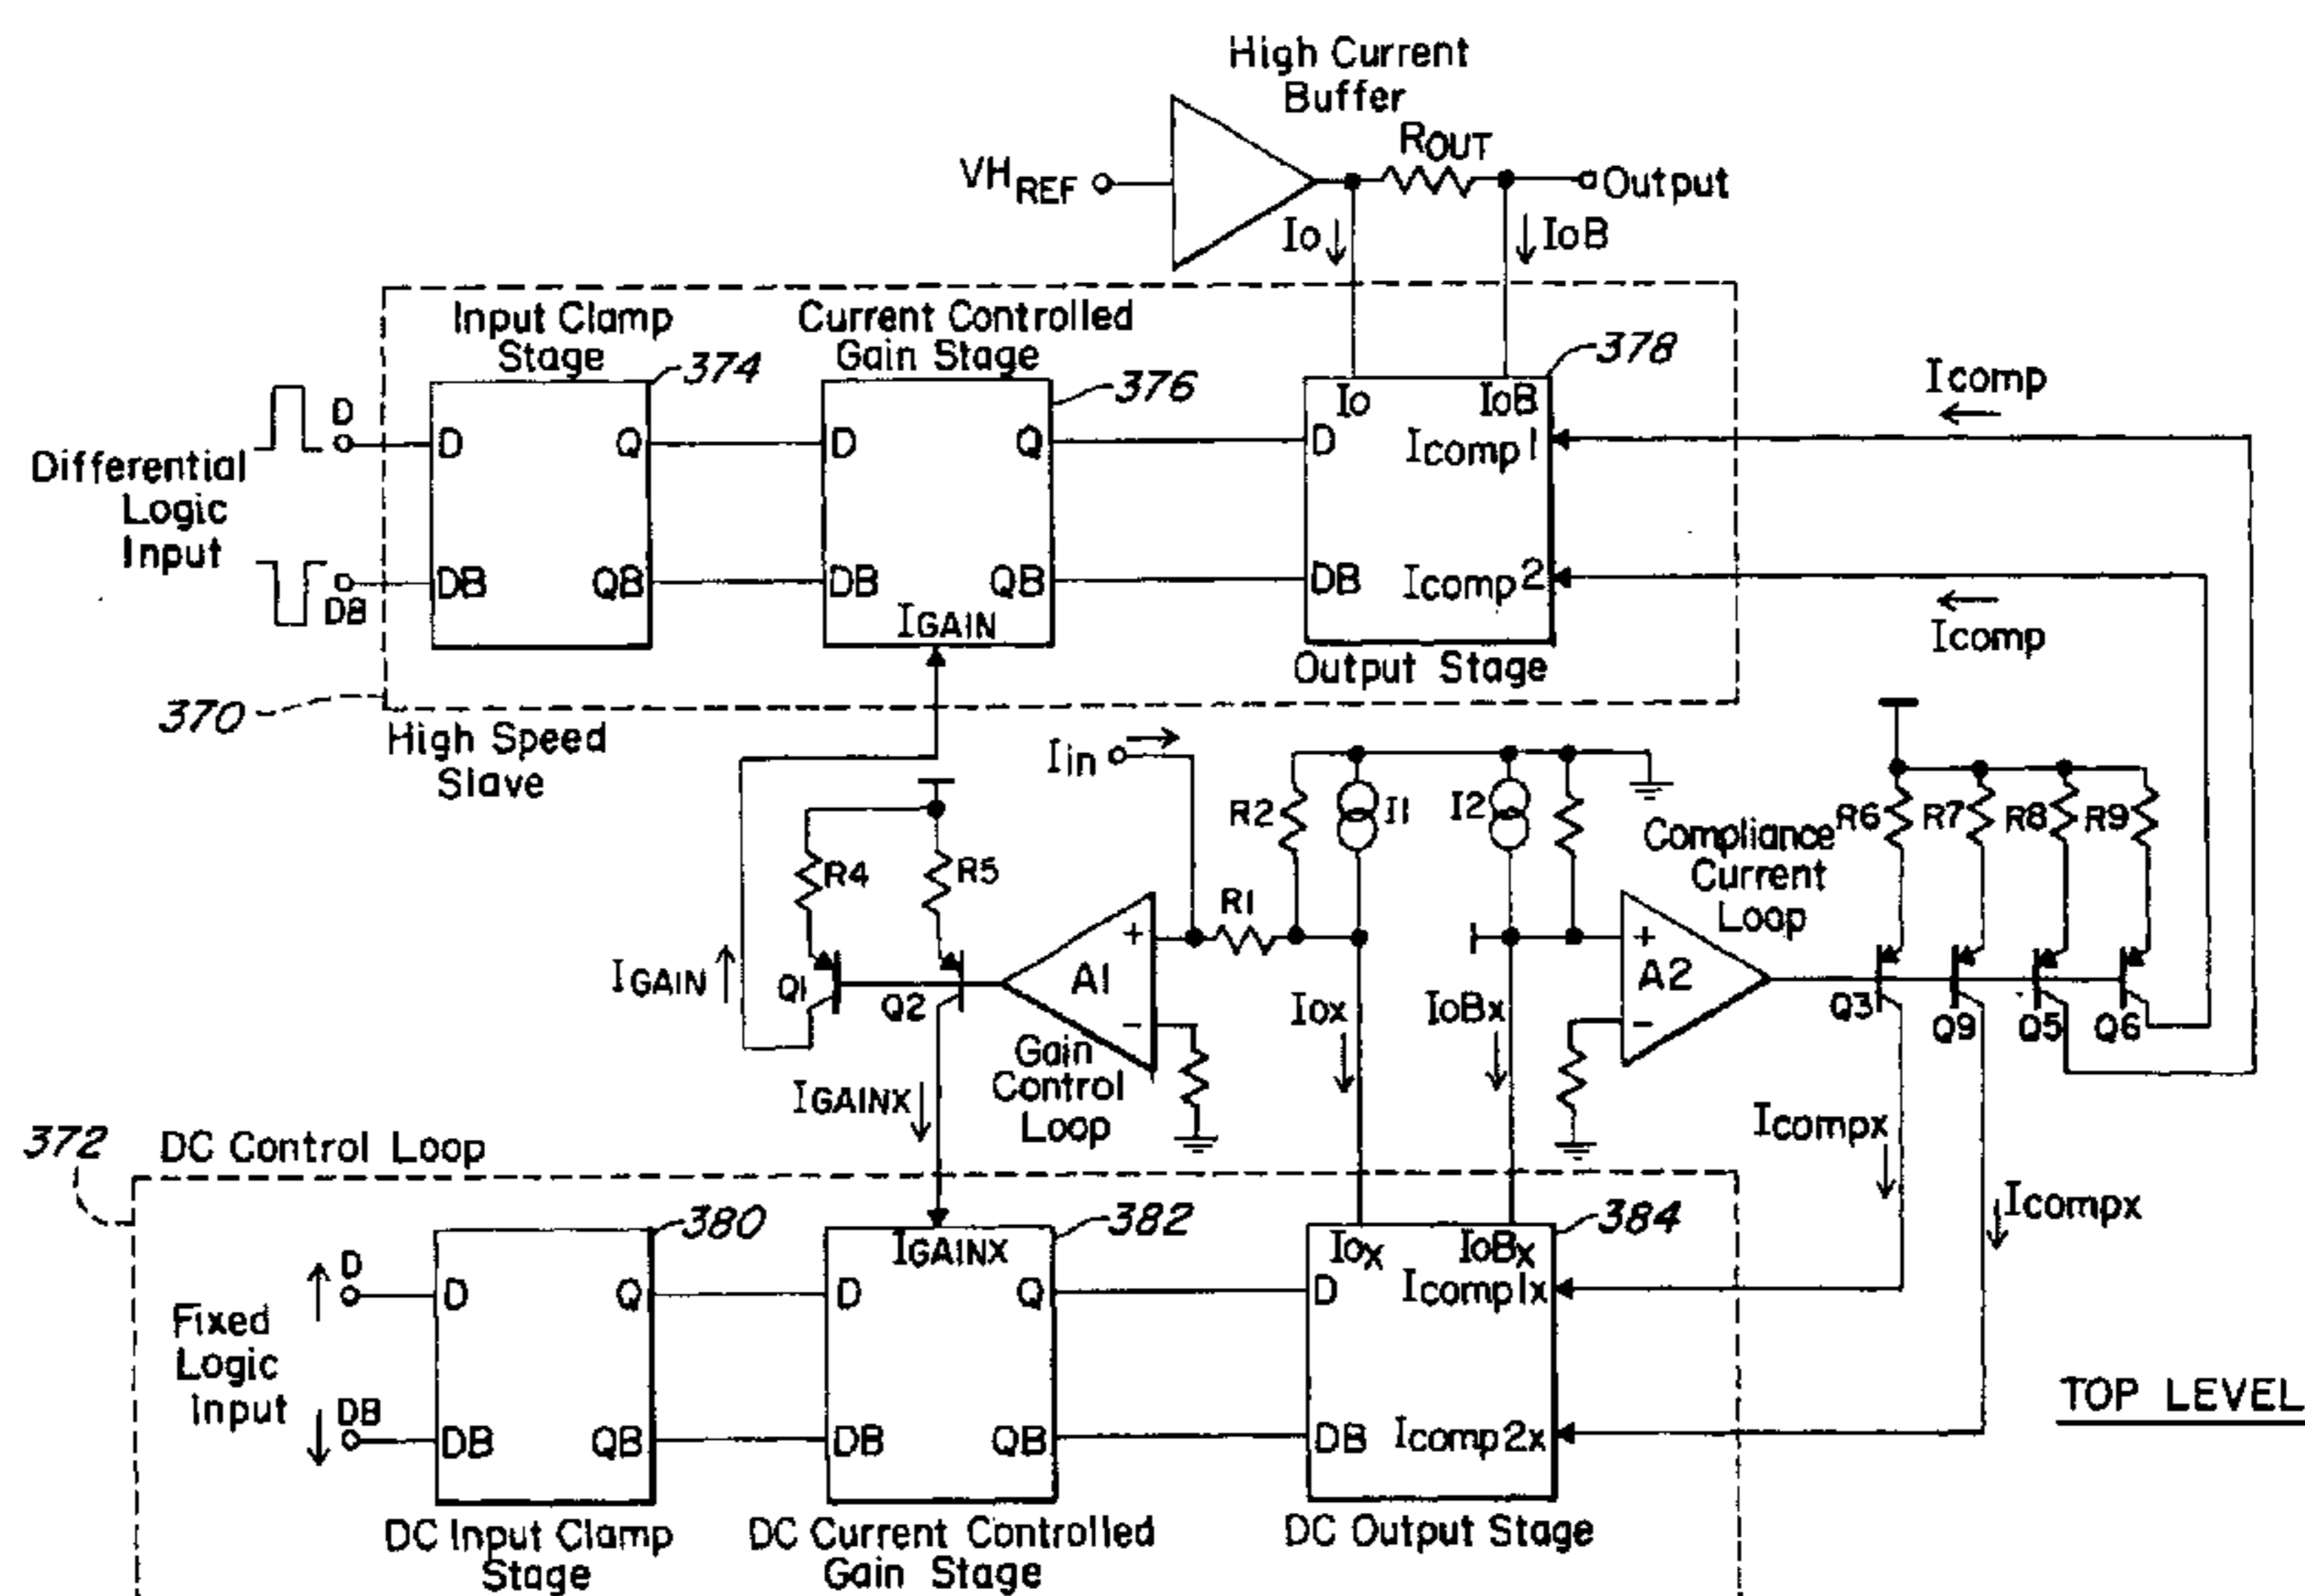 High Current
Buffer
VHREF
ROUT
Output
Io
IoB
Input Clamp
Stage
374
Current Controlled
Gain Stage
376
378
Differential
Logic
Input
D
DB
D
Q
DB
QB
D
Q
DB
QB
IGAIN
Io
IoB
D
Icomp1
DB
Icomp2
Icomp
Icomp
Output Stage
370
High Speed
Slave
Iin
R2
I1
I2
R4
R5
R1
Compliance
Current
Loop
R6
R7
R8
R9
IGAIN
Q1
Q2
A1
+
−
Gain
Control
Loop
IGAINX
Iox
IoBx
A2
+
−
Q3
Q9
Q5
Q6
Icompx
Icompx
372
DC Control Loop
380
382
384
Fixed
Logic
Input
D
DB
D
Q
DB
QB
IGAINX
D
Q
DB
QB
Iox
IoBx
D
Icomp1x
DB
Icomp2x
TOP LEVEL
DC Input Clamp
Stage
DC Current Controlled
Gain Stage
DC Output Stage